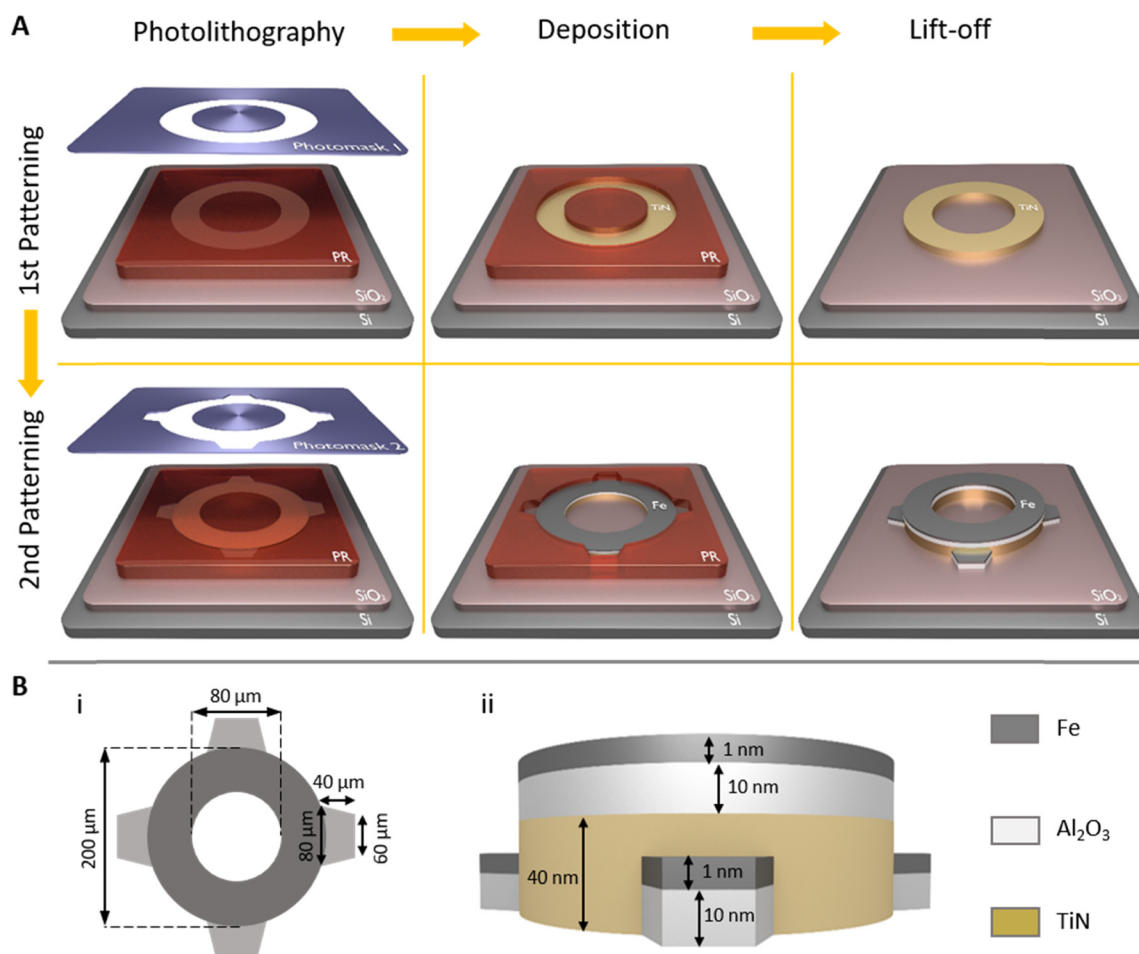 A
Photolithography
Deposition
Lift-off
1st Patterning
Photomask 1
PR
SiO₂
Si
TiN
PR
SiO₂
Si
TiN
SiO₂
Si
2nd Patterning
Photomask 2
PR
SiO₂
Si
Fe
PR
SiO₂
Si
Fe
SiO₂
Si
B
i
80 µm
200 µm
40 µm
80 µm
60 µm
ii
1 nm
10 nm
40 nm
1 nm
10 nm
Fe
Al₂O₃
TiN